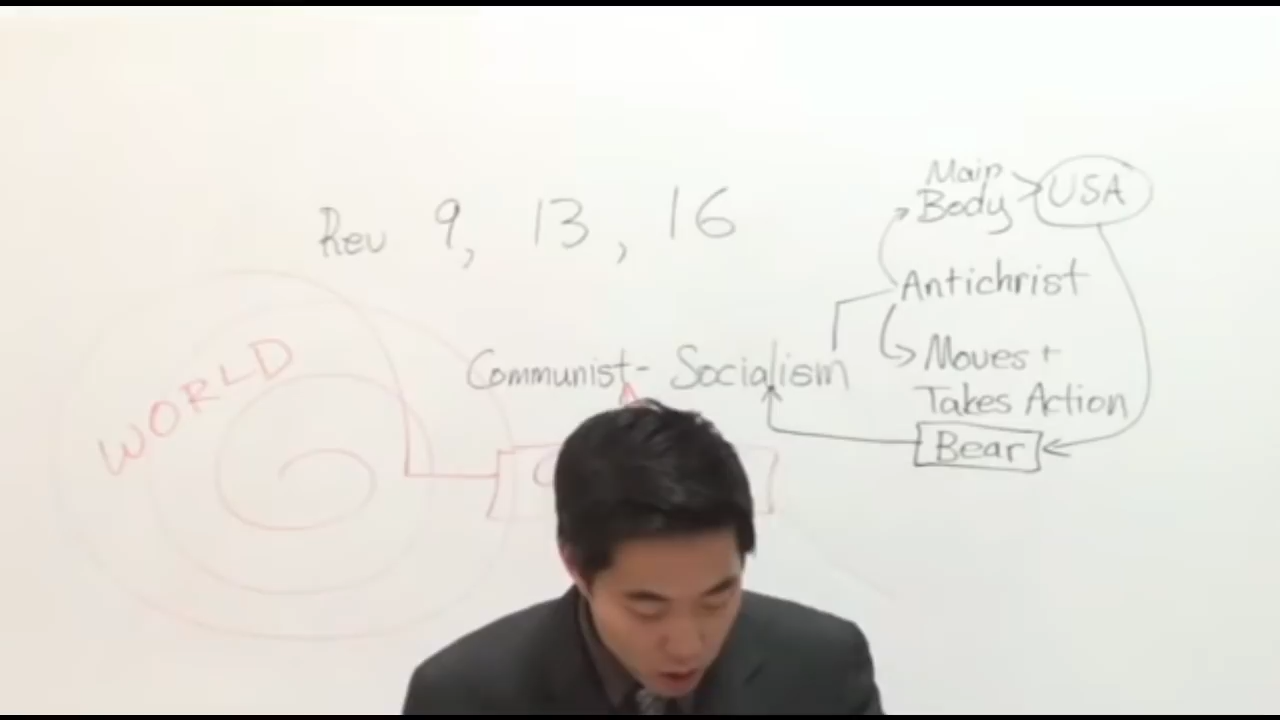 Main
Body > USA
Rev 9, 13, 16
Antichrist
WORLD
Communist- Socialism
Moves +
Takes Action
Bear